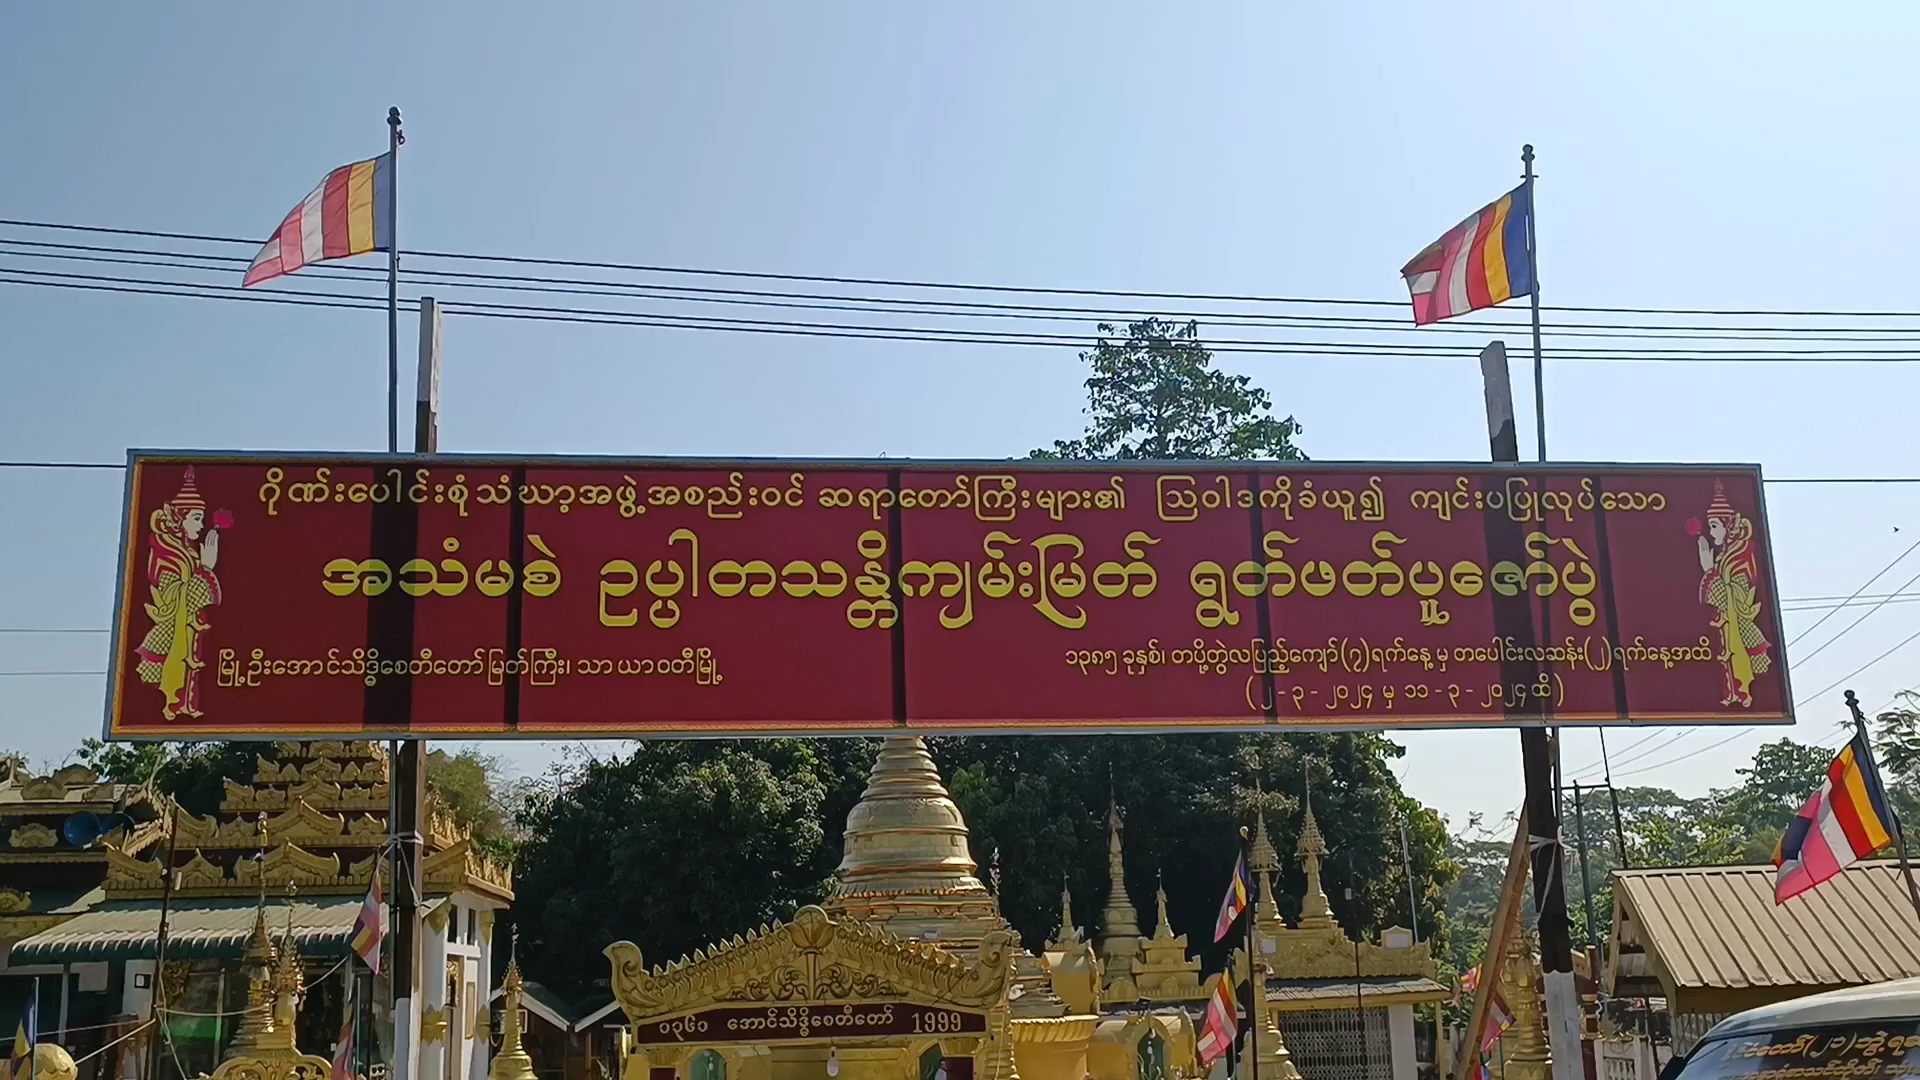 ဂိုဏ်းပေါင်းစုံသံဃာ့အဖွဲ့အစည်းဝင် ဆရာတော်ကြီးများ၏ ဩဝါဒကိုခံယူ၍ ကျင်းပပြုလုပ်သော
အသံမစဲ ဥပ္ပါတသန္တိကျမ်းမြတ် ရွတ်ဖတ်ပူဇော်ပွဲ
မြို့ဦးအောင်သိဒ္ဓိစေတီတော်မြတ်ကြီး၊ သာယာဝတီမြို့
၁၃၈၅ ခုနှစ်၊ တပို့တွဲလပြည့်ကျော်(၇)ရက်နေ့ မှ တပေါင်းလဆန်း(၂)ရက်နေ့အထိ
(၂ - ၃ - ၂၀၂၄ မှ ၁၁ - ၃ - ၂၀၂၄ ထိ)
၁၃၆၁ အောင်သိဒ္ဓိစေတီတော် 1999